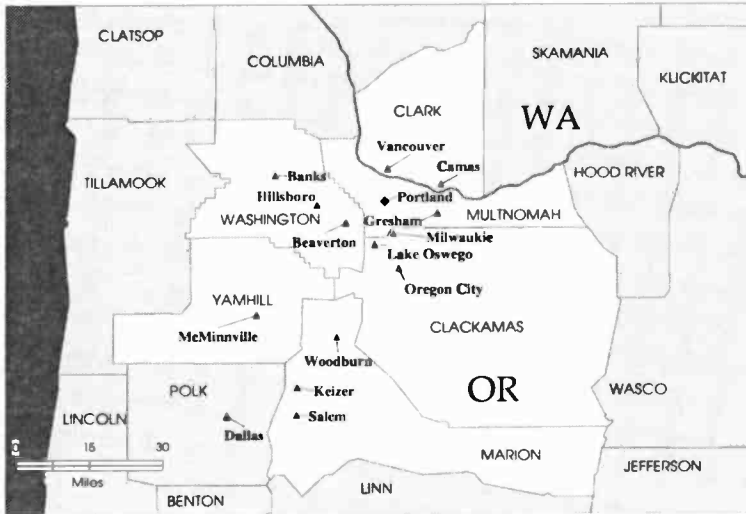 CLATSOP
COLUMBIA
SKAMANIA
KLICKITAT
CLARK
WA
Vancouver
Camas
HOOD RIVER
TILLAMOOK
Banks
Hillsboro
Portland
WASHINGTON
Gresham
MULTNOMAH
Beaverton
Milwaukie
Lake Oswego
Oregon City
YAMHILL
McMinnville
CLACKAMAS
Woodburn
OR
POLK
Keizer
WASCO
LINCOLN
Salem
Dallas
15
30
Miles
MARION
JEFFERSON
BENTON
LINN